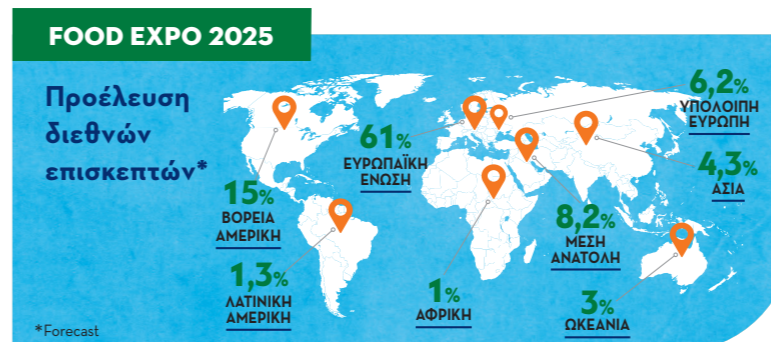 FOOD EXPO 2025
Προέλευση
διεθνών
επισκεπτών*
15%
ΒΟΡΕΙΑ
ΑΜΕΡΙΚΗ
1,3%
ΛΑΤΙΝΙΚΗ
ΑΜΕΡΙΚΗ
61%
ΕΥΡΩΠΑΪΚΗ
ΕΝΩΣΗ
1%
ΑΦΡΙΚΗ
6,2%
ΥΠΟΛΟΙΠΗ
ΕΥΡΩΠΗ
4,3%
ΑΣΙΑ
8,2%
ΜΕΣΗ
ΑΝΑΤΟΛΗ
3%
ΩΚΕΑΝΙΑ
*Forecast